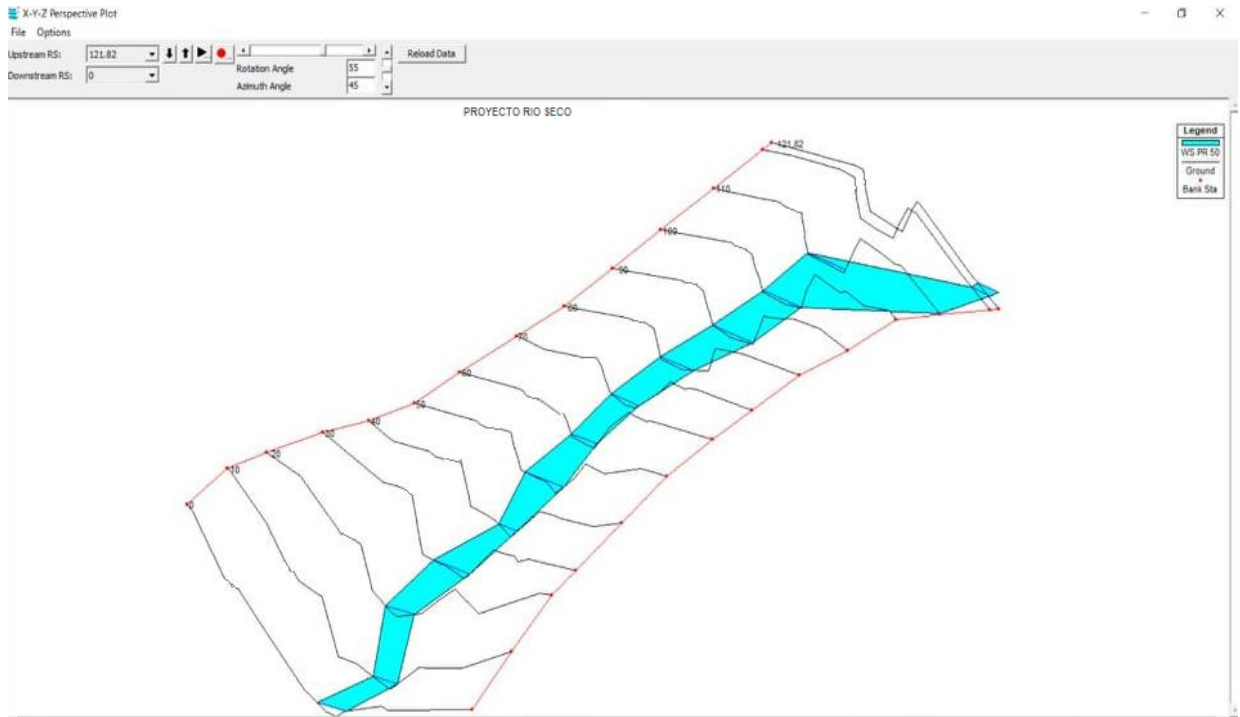 X-Y-Z Perspective Plot
File Options
Upstream RS: 121.82
Downstream RS: 0
Rotation Angle 55
Azimuth Angle 45
Reload Data
PROYECTO RIO SECO
Legend
WS PR 50
Ground
Bank Sta
121.82
110
100
90
80
70
60
50
40
30
20
10
0